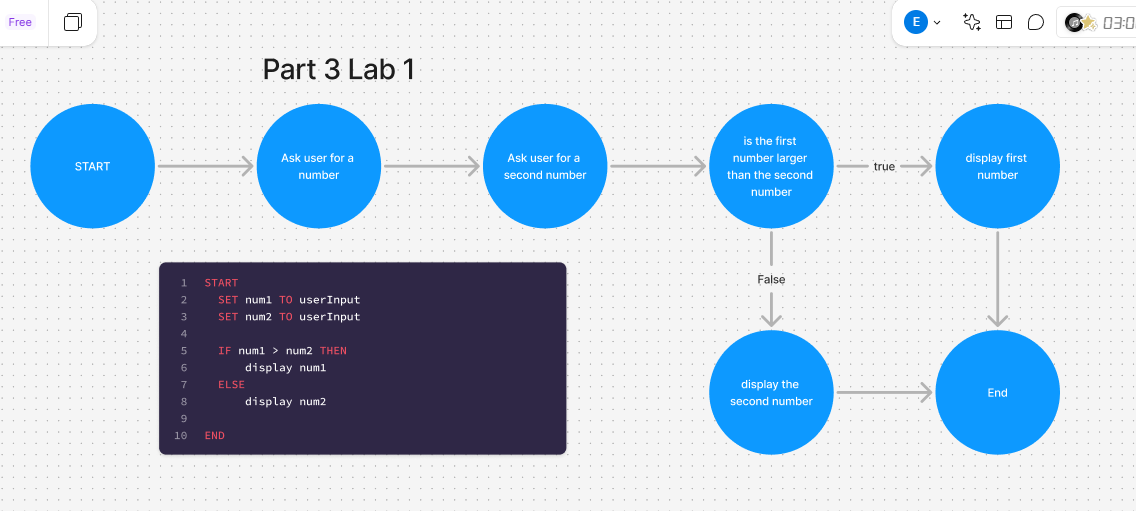 Free
E
03:0
Part 3 Lab 1
START
Ask user for a
number
Ask user for a
second number
is the first
number larger
than the second
number
true
display first
number
False
display the
second number
End
1 START
2 SET num1 TO userInput
3 SET num2 TO userInput
4
5 IF num1 > num2 THEN
6 display num1
7 ELSE
8 display num2
9
10 END